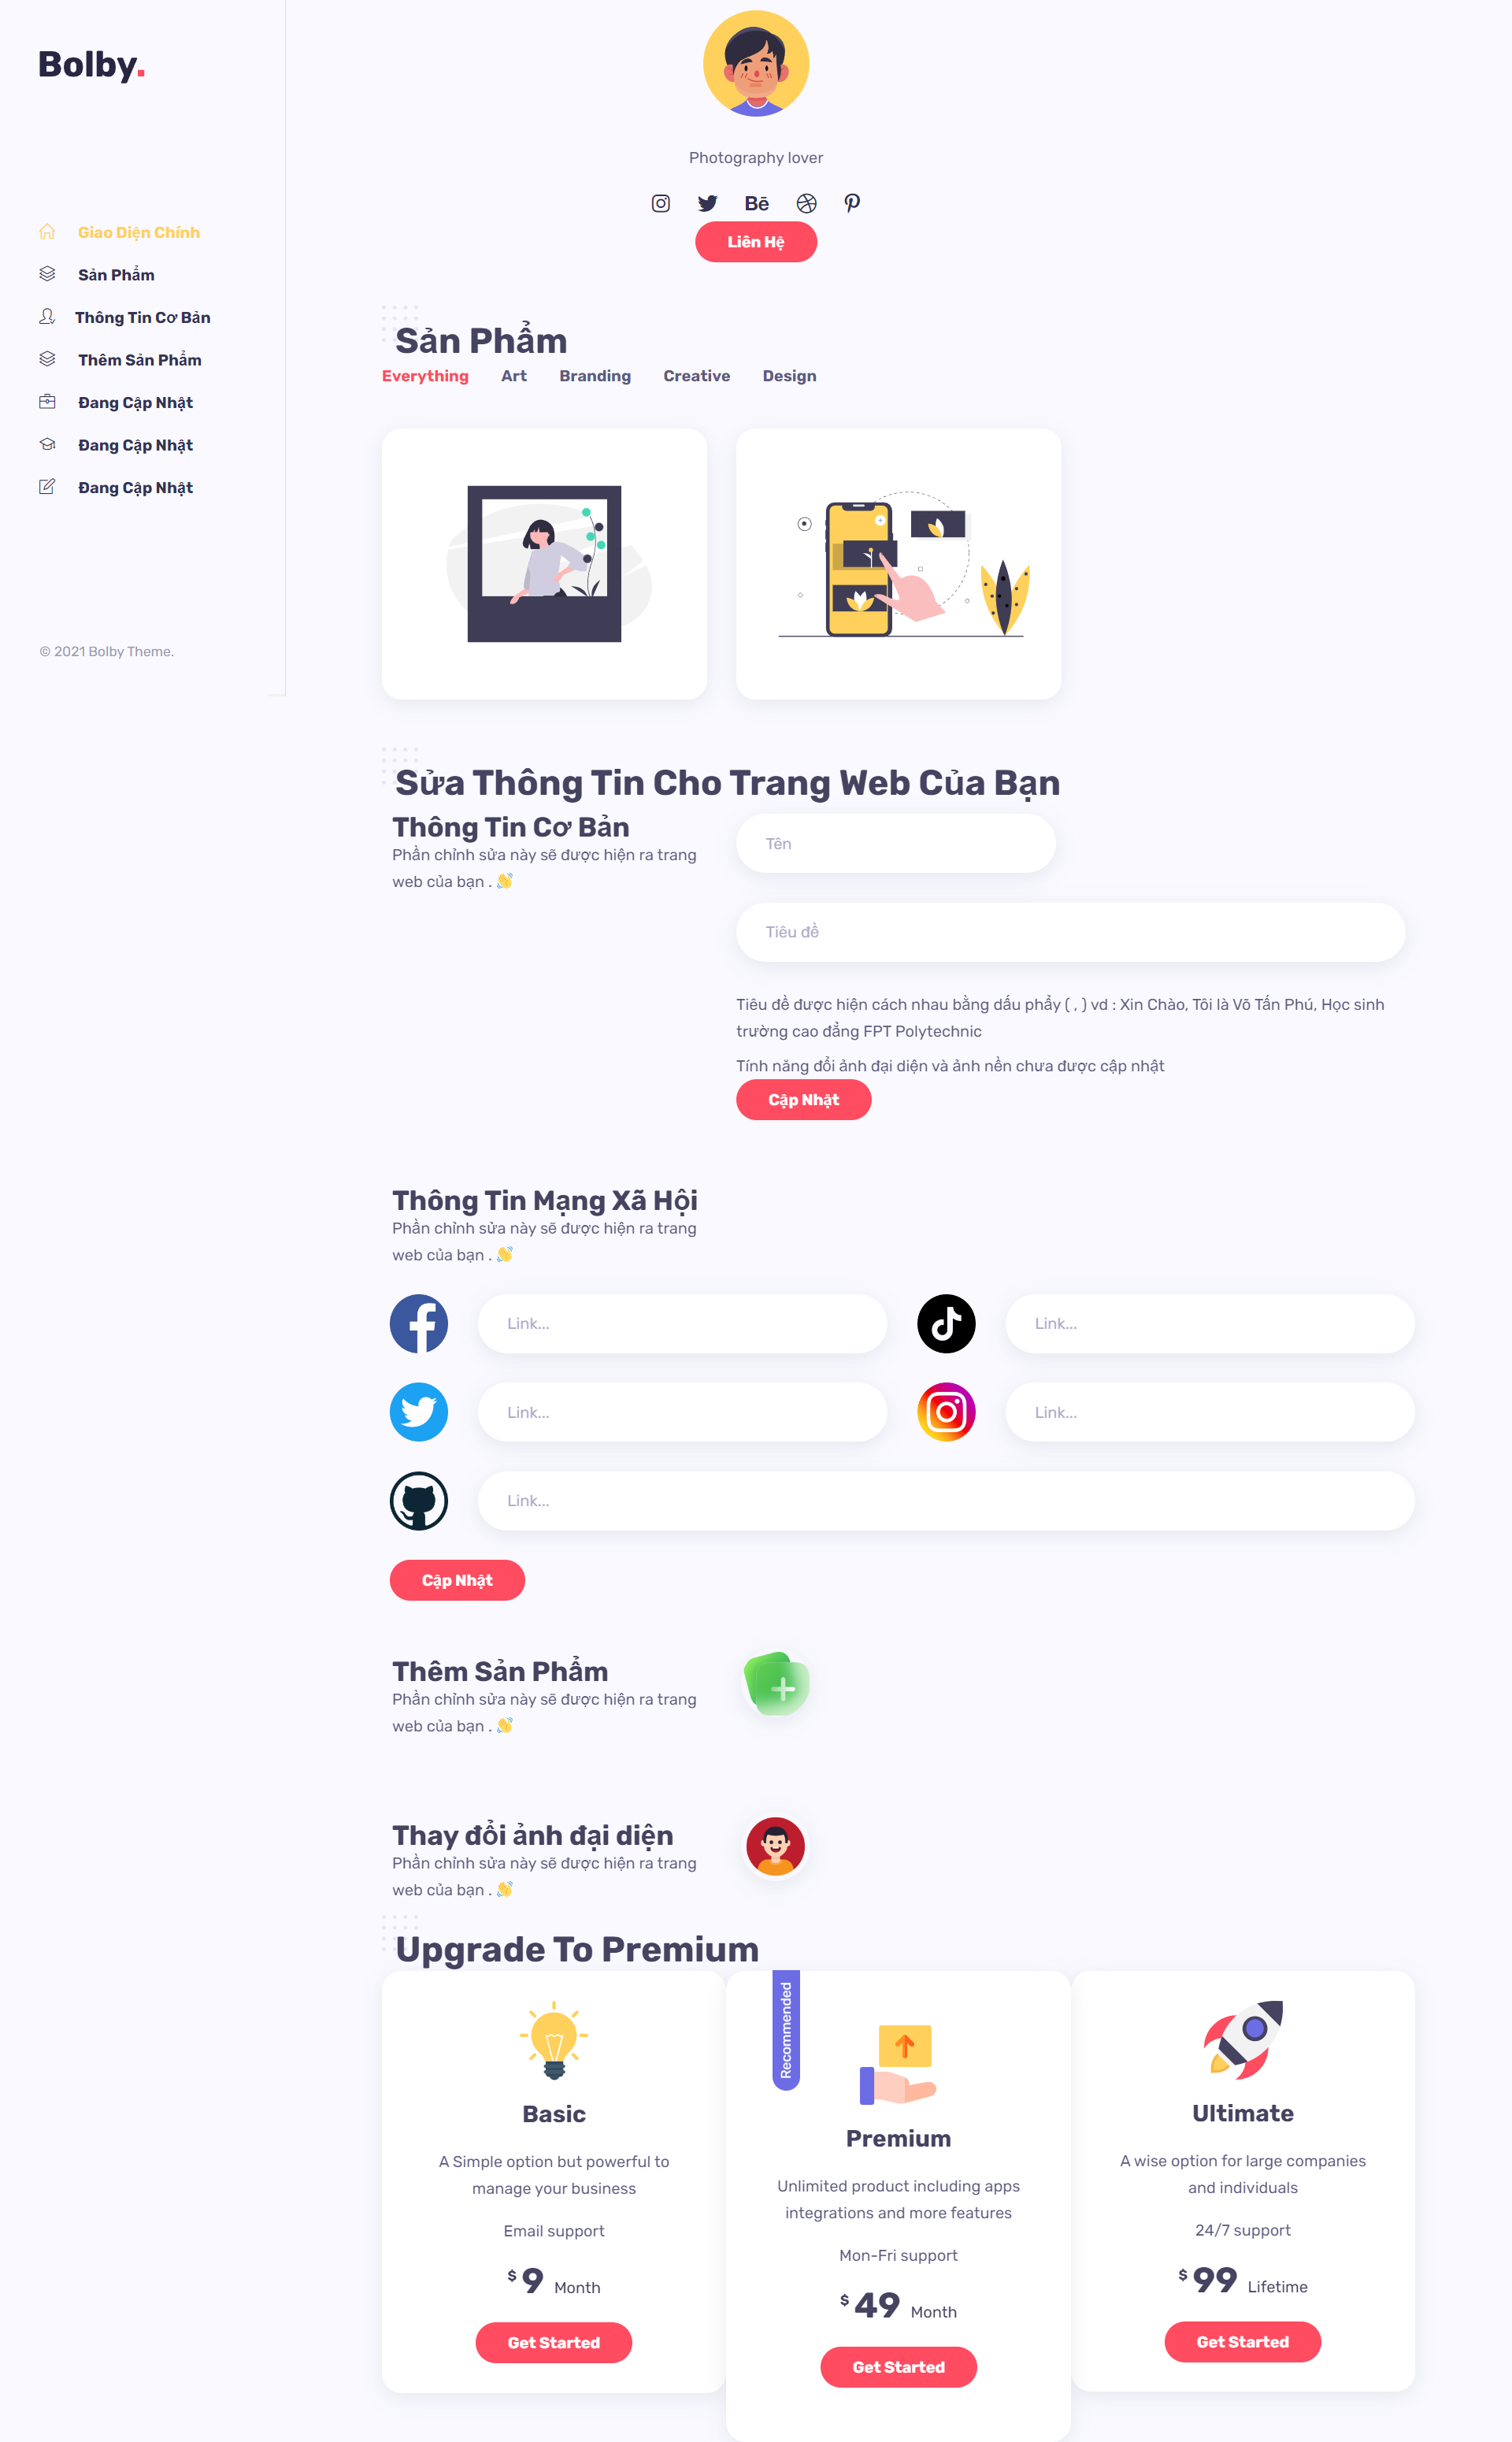 Bolby.
Giao Diện Chính
Sản Phẩm
Thông Tin Cơ Bản
Thêm Sản Phẩm
Đang Cập Nhật
Đang Cập Nhật
Đang Cập Nhật
© 2021 Bolby Theme.
Photography lover
Liên Hệ
Sản Phẩm
Everything Art Branding Creative Design
Sửa Thông Tin Cho Trang Web Của Bạn
Thông Tin Cơ Bản
Phần chỉnh sửa này sẽ được hiện ra trang
web của bạn . 👋
Tên
Tiêu đề
Tiêu đề được hiện cách nhau bằng dấu phẩy ( , ) vd : Xin Chào, Tôi là Võ Tấn Phú, Học sinh
trường cao đẳng FPT Polytechnic
Tính năng đổi ảnh đại diện và ảnh nền chưa được cập nhật
Cập Nhật
Thông Tin Mạng Xã Hội
Phần chỉnh sửa này sẽ được hiện ra trang
web của bạn . 👋
Link...
Link...
Link...
Link...
Link...
Cập Nhật
Thêm Sản Phẩm
Phần chỉnh sửa này sẽ được hiện ra trang
web của bạn . 👋
Thay đổi ảnh đại diện
Phần chỉnh sửa này sẽ được hiện ra trang
web của bạn . 👋
Upgrade To Premium
Basic
A Simple option but powerful to
manage your business
Email support
$ 9 Month
Get Started
Recommended
Premium
Unlimited product including apps
integrations and more features
Mon-Fri support
$ 49 Month
Get Started
Ultimate
A wise option for large companies
and individuals
24/7 support
$ 99 Lifetime
Get Started